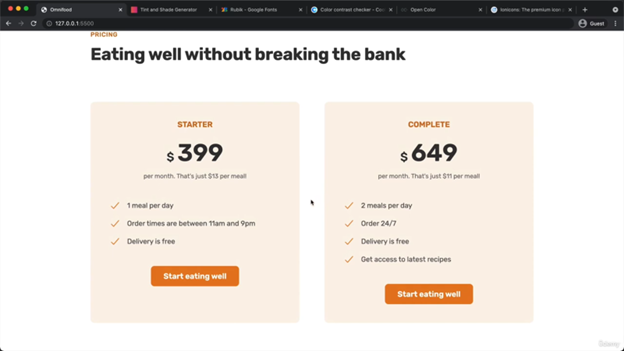 Omnifood
Tint and Shade Generator
Rubik - Google Fonts
Color contrast checker - Co
Open Color
Ionicons: The premium icon
127.0.0.1:5500
Guest
PRICING
Eating well without breaking the bank
STARTER
$ 399
per month. That's just $13 per meal!
1 meal per day
Order times are between 11am and 9pm
Delivery is free
Start eating well
COMPLETE
$ 649
per month. That's just $11 per meal!
2 meals per day
Order 24/7
Delivery is free
Get access to latest recipes
Start eating well
Udemy